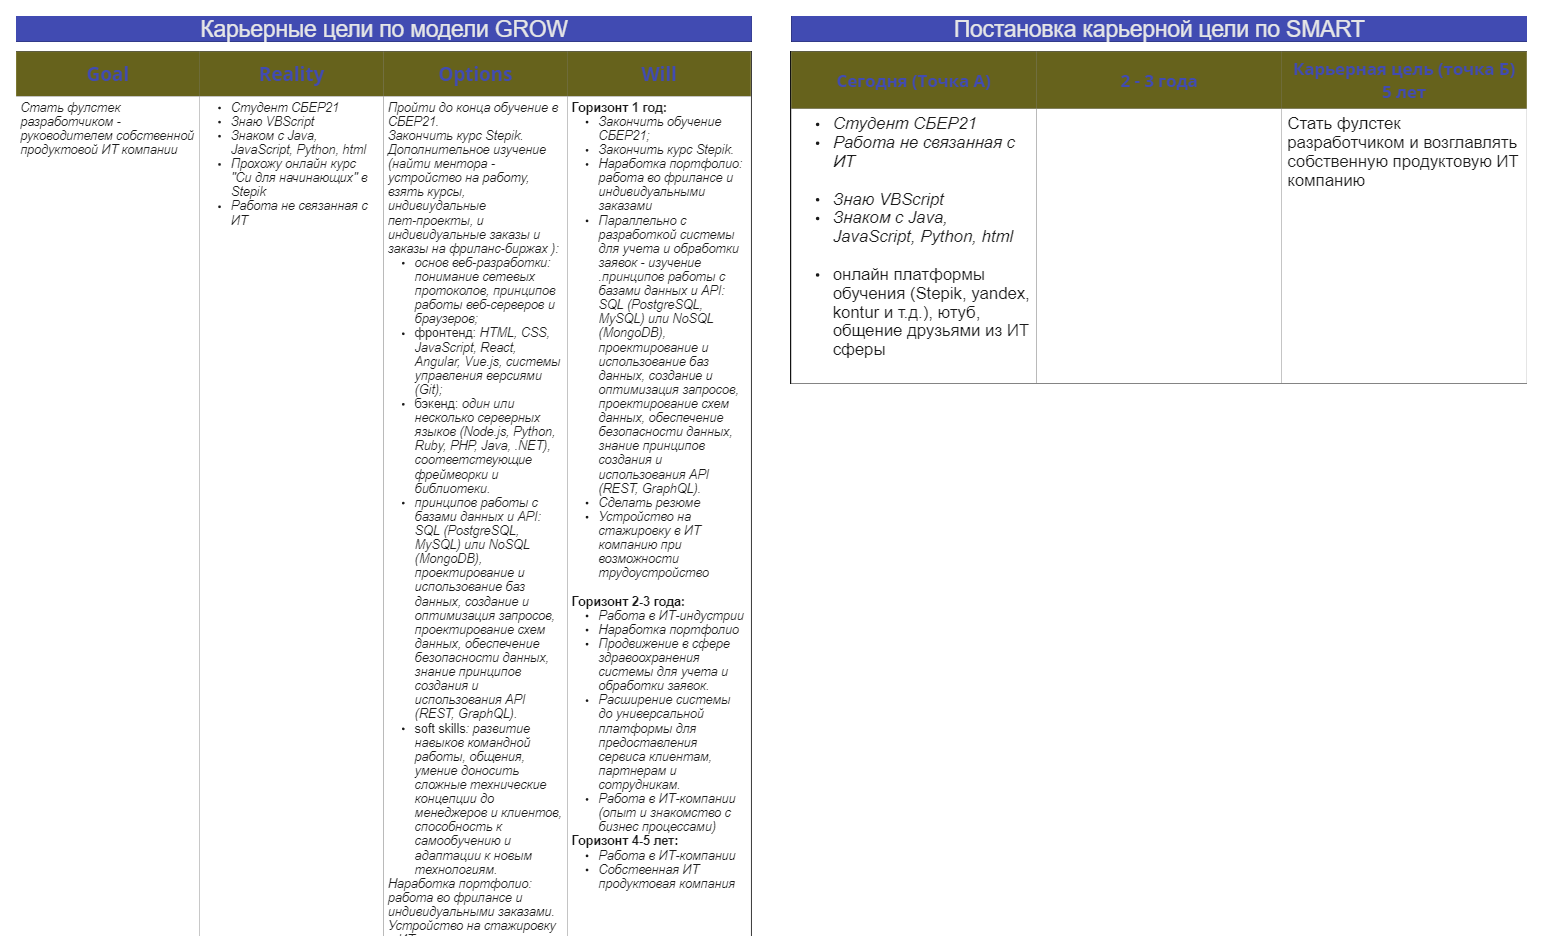 Карьерные цели по модели GROW
Goal
Reality
Options
Will
Стать фулстек
разработчиком -
руководителем собственной
продуктовой ИТ компании
• Студент СБЕР21
• Знаю VBScript
• Знаком с Java,
JavaScript, Python, html
• Прохожу онлайн курс
"Си для начинающих" в
Stepik
• Работа не связанная с
ИТ
Пройти до конца обучение в
СБЕР21.
Закончить курс Stepik.
Дополнительное изучение
(найти ментора -
устройство на работу,
взять курсы,
индивиудальные
пет-проекты, и
индивидуальные заказы и
заказы на фриланс-биржах ):
• основ веб-разработки:
понимание сетевых
протоколов, принципов
работы веб-серверов и
браузеров;
• фронтенд: HTML, CSS,
JavaScript, React,
Angular, Vue.js, системы
управления версиями
(Git);
• бэкенд: один или
несколько серверных
языков (Node.js, Python,
Ruby, PHP, Java, .NET),
соответствующие
фреймворки и
библиотеки.
• принципов работы с
базами данных и API:
SQL (PostgreSQL,
MySQL) или NoSQL
(MongoDB),
проектирование и
использование баз
данных, создание и
оптимизация запросов,
проектирование схем
данных, обеспечение
безопасности данных,
знание принципов
создания и
использования API
(REST, GraphQL).
• soft skills: развитие
навыков командной
работы, общения,
умение доносить
сложные технические
концепции до
менеджеров и клиентов,
способность к
самообучению и
адаптации к новым
технологиям.
Наработка портфолио:
работа во фрилансе и
индивидуальными заказами.
Устройство на стажировку
Горизонт 1 год:
• Закончить обучение
СБЕР21;
• Закончить курс Stepik.
• Наработка портфолио:
работа во фрилансе и
индивидуальными
заказами
• Параллельно с
разработкой системы
для учета и обработки
заявок - изучение
.принципов работы с
базами данных и API:
SQL (PostgreSQL,
MySQL) или NoSQL
(MongoDB),
проектирование и
использование баз
данных, создание и
оптимизация запросов,
проектирование схем
данных, обеспечение
безопасности данных,
знание принципов
создания и
использования API
(REST, GraphQL).
• Сделать резюме
• Устройство на
стажировку в ИТ
компанию при
возможности
трудоустройство
Горизонт 2-3 года:
• Работа в ИТ-индустрии
• Наработка портфолио
• Продвижение в сфере
здравоохранения
системы для учета и
обработки заявок.
• Расширение системы
до универсальной
платформы для
предоставления
сервиса клиентам,
партнерам и
сотрудникам.
• Работа в ИТ-компании
(опыт и знакомство с
бизнес процессами)
Горизонт 4-5 лет:
• Работа в ИТ-компании
• Собственная ИТ
продуктовая компания
Постановка карьерной цели по SMART
Сегодня (Точка А)
2 - 3 года
Карьерная цель (точка Б)
5 лет
• Студент СБЕР21
• Работа не связанная с
ИТ
• Знаю VBScript
• Знаком с Java,
JavaScript, Python, html
• онлайн платформы
обучения (Stepik, yandex,
kontur и т.д.), ютуб,
общение друзьями из ИТ
сферы
Стать фулстек
разработчиком и возглавлять
собственную продуктовую ИТ
компанию